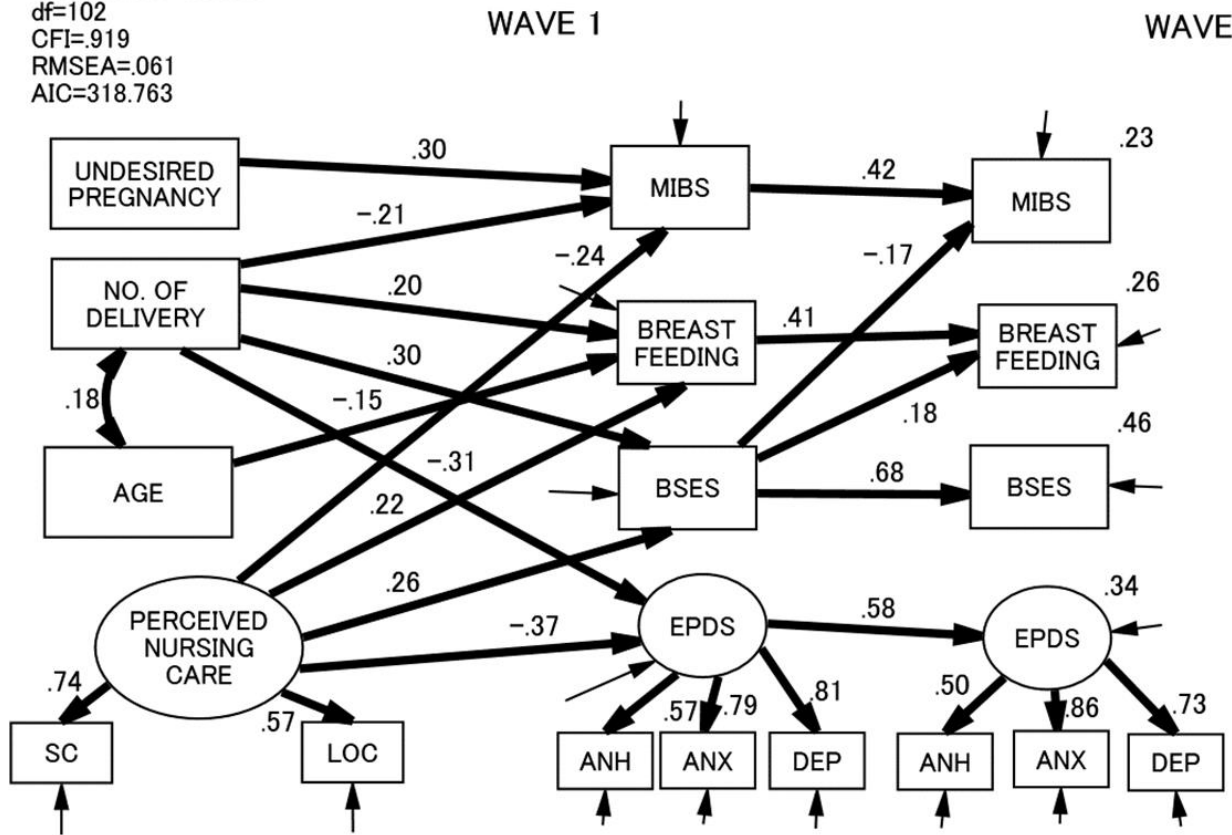 df=102
CFI=.919
RMSEA=.061
AIC=318.763
WAVE 1
WAVE
UNDESIRED
PREGNANCY
.30
MIBS
.42
MIBS
.23
-.21
-.24
-.17
NO. OF
DELIVERY
.20
BREAST
FEEDING
.41
BREAST
FEEDING
.26
.30
.18
-.15
.18
AGE
-.31
.22
BSES
.68
BSES
.46
PERCEIVED
NURSING
CARE
.26
-.37
EPDS
.58
EPDS
.34
.74
.57
.57
.79
.81
.50
.86
.73
SC
LOC
ANH
ANX
DEP
ANH
ANX
DEP